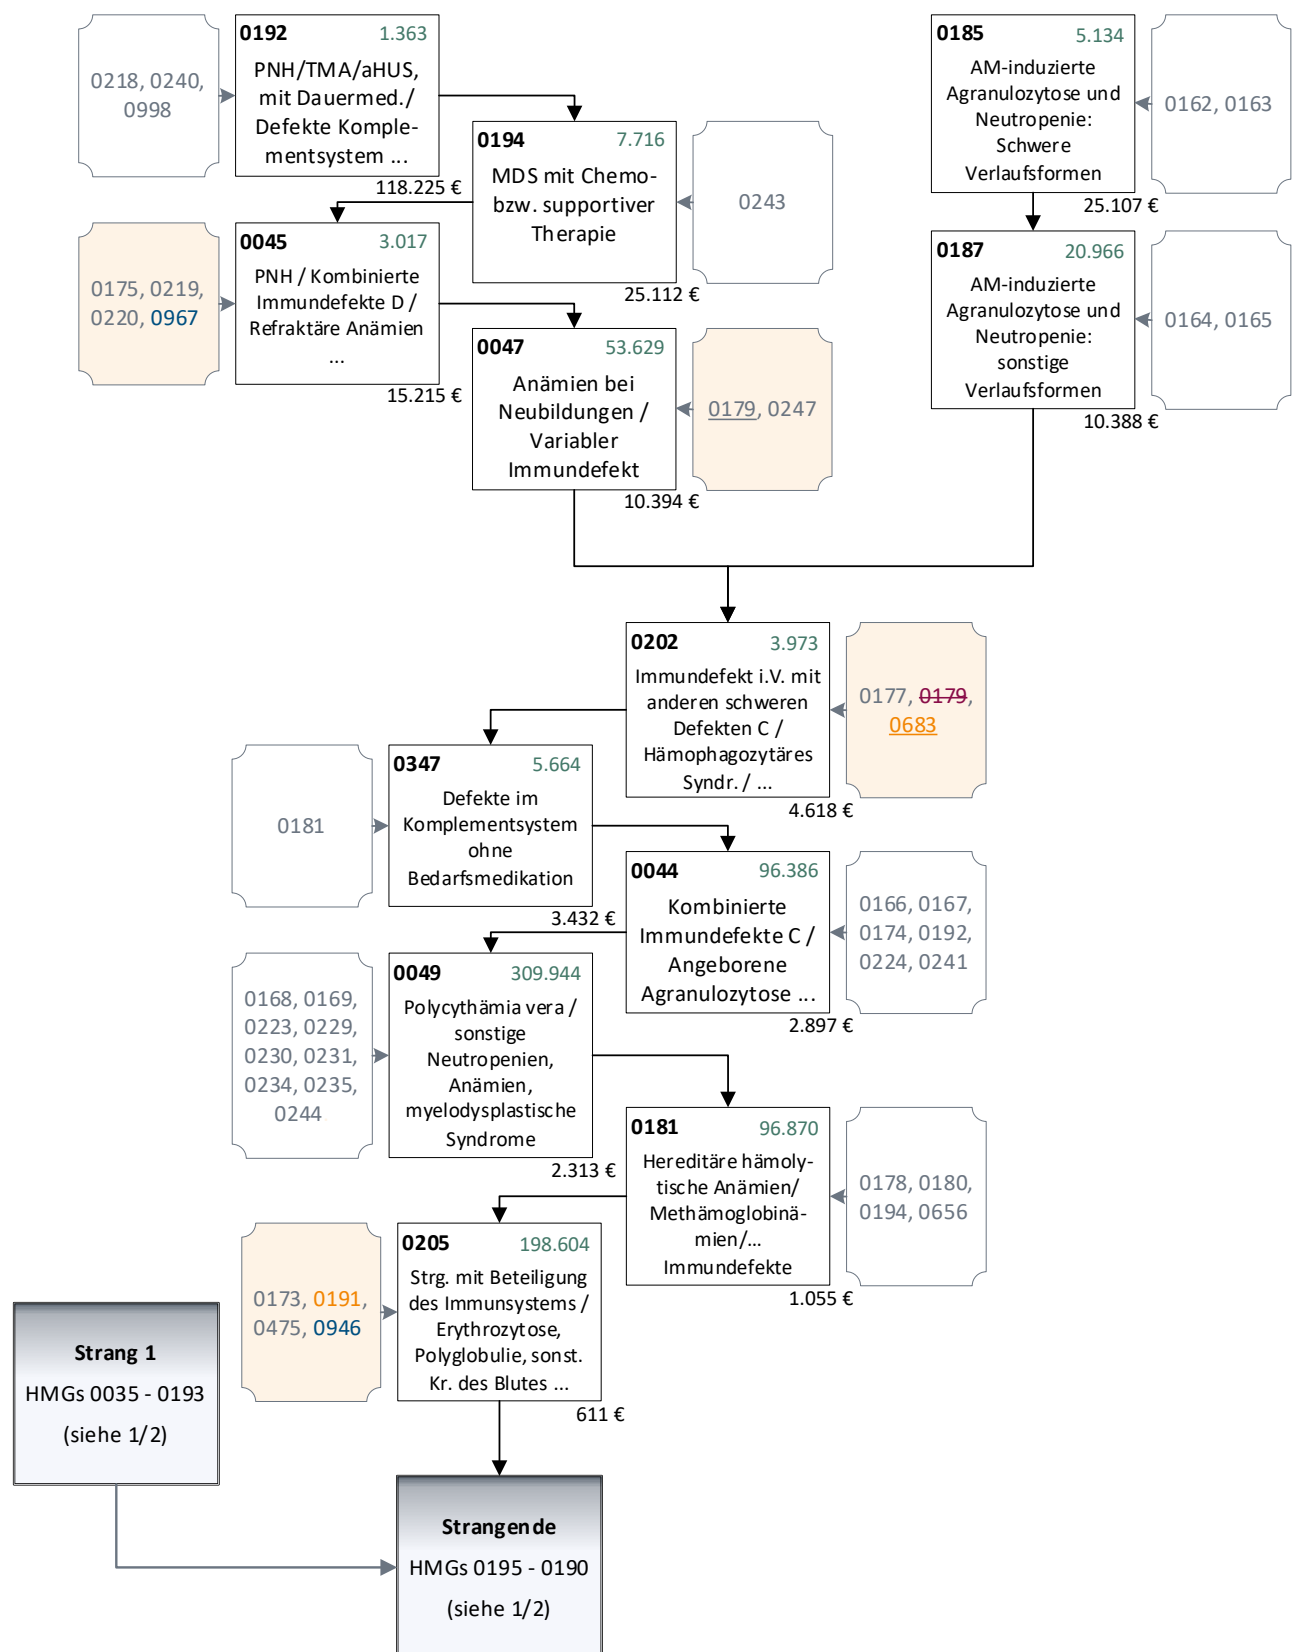 0192 1.363
PNH/TMA/aHUS,
mit Dauermed./
Defekte Komple-
mentsystem ...
118.225 €
0218, 0240,
0998
0185 5.134
AM-induzierte
Agranulozytose und
Neutropenie:
Schwere
Verlaufsformen
25.107 €
0162, 0163
0194 7.716
MDS mit Chemo-
bzw. supportiver
Therapie
25.112 €
0243
0045 3.017
PNH / Kombinierte
Immundefekte D /
Refraktäre Anämien
...
15.215 €
0175, 0219,
0220, 0967
0187 20.966
AM-induzierte
Agranulozytose und
Neutropenie:
sonstige
Verlaufsformen
10.388 €
0164, 0165
0047 53.629
Anämien bei
Neubildungen /
Variabler
Immundefekt
10.394 €
0179, 0247
0202 3.973
Immundefekt i.V. mit
anderen schweren
Defekten C /
Hämophagozytäres
Syndr. / ...
4.618 €
0177, 0179,
0683
0347 5.664
Defekte im
Komplementsystem
ohne
Bedarfsmedikation
3.432 €
0181
0044 96.386
Kombinierte
Immundefekte C /
Angeborene
Agranulozytose ...
2.897 €
0166, 0167,
0174, 0192,
0224, 0241
0049 309.944
Polycythämia vera /
sonstige
Neutropenien,
Anämien,
myelodysplastische
Syndrome
2.313 €
0168, 0169,
0223, 0229,
0230, 0231,
0234, 0235,
0244
0181 96.870
Hereditäre hämoly-
tische Anämien/
Methämoglobinä-
mien/...
Immundefekte
1.055 €
0178, 0180,
0194, 0656
0205 198.604
Strg. mit Beteiligung
des Immunsystems /
Erythrozytose,
Polyglobulie, sonst.
Kr. des Blutes ...
611 €
0173, 0191,
0475, 0946
Strang 1
HMGs 0035 - 0193
(siehe 1/2)
Strangende
HMGs 0195 - 0190
(siehe 1/2)